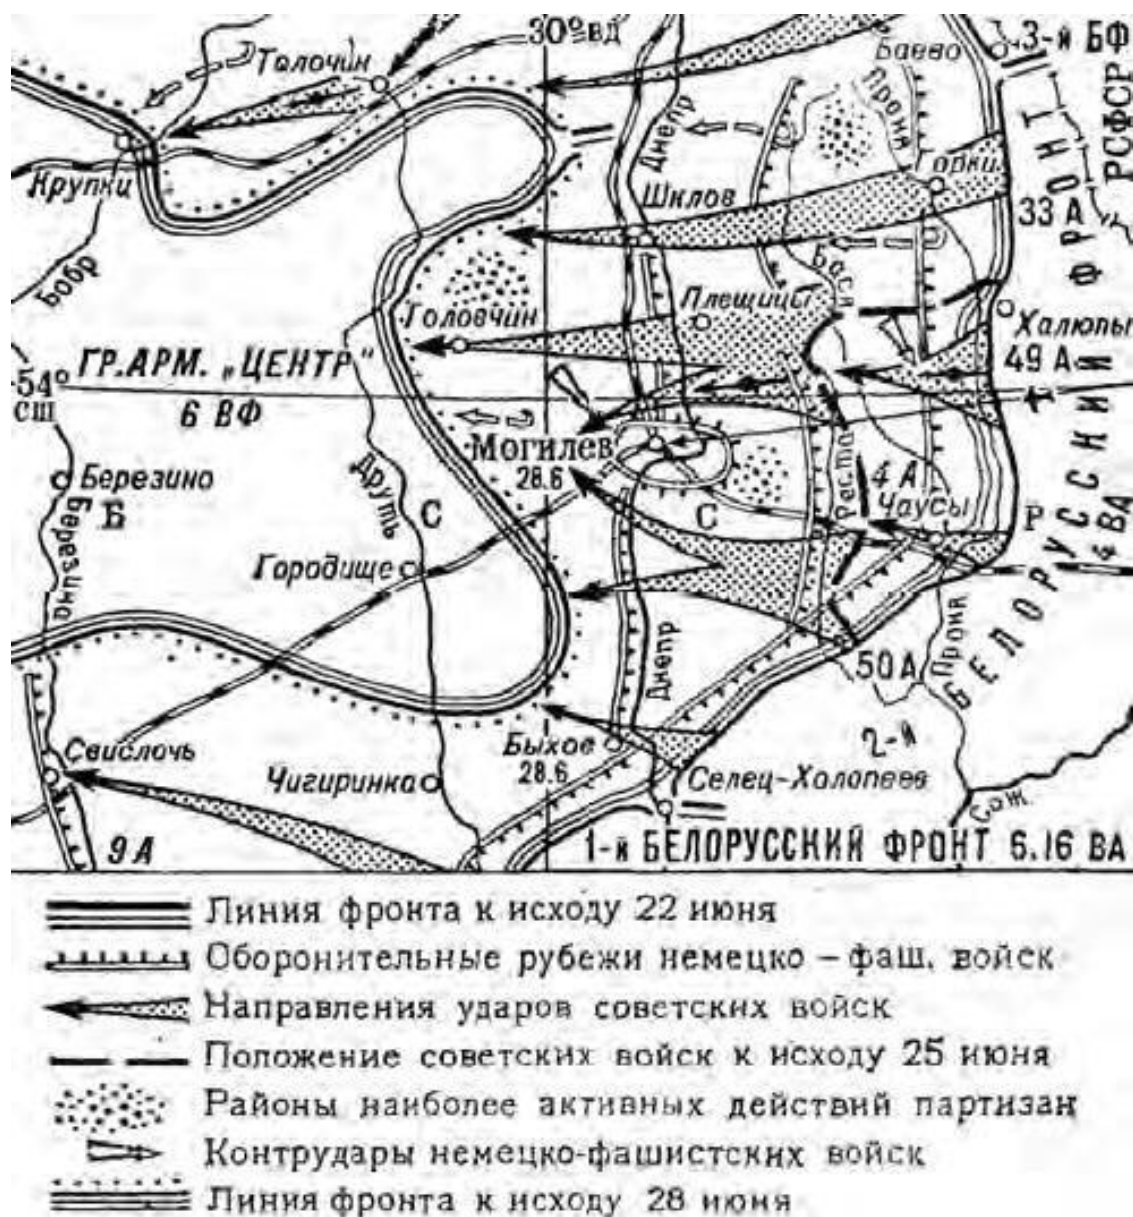 30° ВД
3-й БФ
Толочин
Баево
Проня
Днепр
РСФСР
Крупки
Шклов
Горки
33 А
Бобр
Бася
Плещицы
Головчин
Халюпы
ГР. АРМ. „ЦЕНТР“
49 А
54°
СШ
6 ВФ
Могилев
28.6
Березино
Друть
Реста
4 А
Чаусы
Б
С
С
Р
4 ВА
Березина
Городище
50 А
Проня
Днепр
2-й
БЕЛОРУССКИЙ ФРОНТ
Свислочь
Быхов
28.6
Чигиринка
Селец-Холопеев
Сож
9 А
1-й БЕЛОРУССКИЙ ФРОНТ 6.16 ВА
Линия фронта к исходу 22 июня
Оборонительные рубежи немецко – фаш. войск
Направления ударов советских войск
Положение советских войск к исходу 25 июня
Районы наиболее активных действий партизан
Контрудары немецко-фашистских войск
Линия фронта к исходу 28 июня